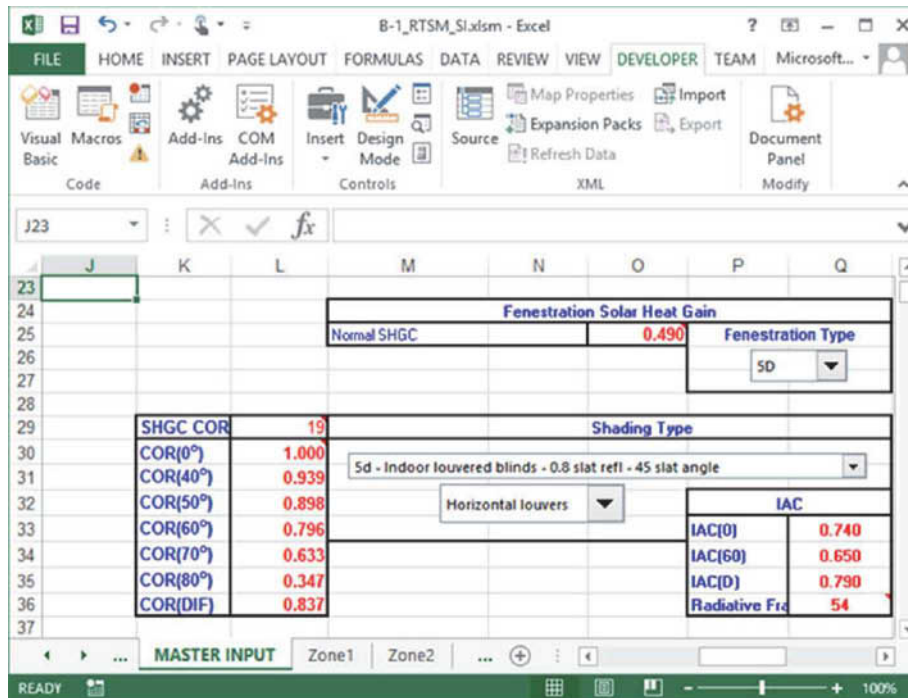 B-1_RTSM_SI.xlsm - Excel
FILE HOME INSERT PAGE LAYOUT FORMULAS DATA REVIEW VIEW DEVELOPER TEAM Microsoft...
Visual Basic
Macros
Add-Ins
COM Add-Ins
Insert
Design Mode
Source
Map Properties
Expansion Packs
Refresh Data
Import
Export
Document Panel
Code
Add-Ins
Controls
XML
Modify
J23
fx
J K L M N O P Q
23
24 Fenestration Solar Heat Gain
25 Normal SHGC 0.490 Fenestration Type
26
5D
27
28
29 SHGC COR 19 Shading Type
30 COR(0°) 1.000
5d - Indoor louvered blinds - 0.8 slat refl - 45 slat angle
31 COR(40°) 0.939
32 COR(50°) 0.898 Horizontal louvers IAC
33 COR(60°) 0.796 IAC(0) 0.740
34 COR(70°) 0.633 IAC(60) 0.650
35 COR(80°) 0.347 IAC(D) 0.790
36 COR(DIF) 0.837 Radiative Fra 54
37
... MASTER INPUT Zone1 Zone2 ...
READY 100%